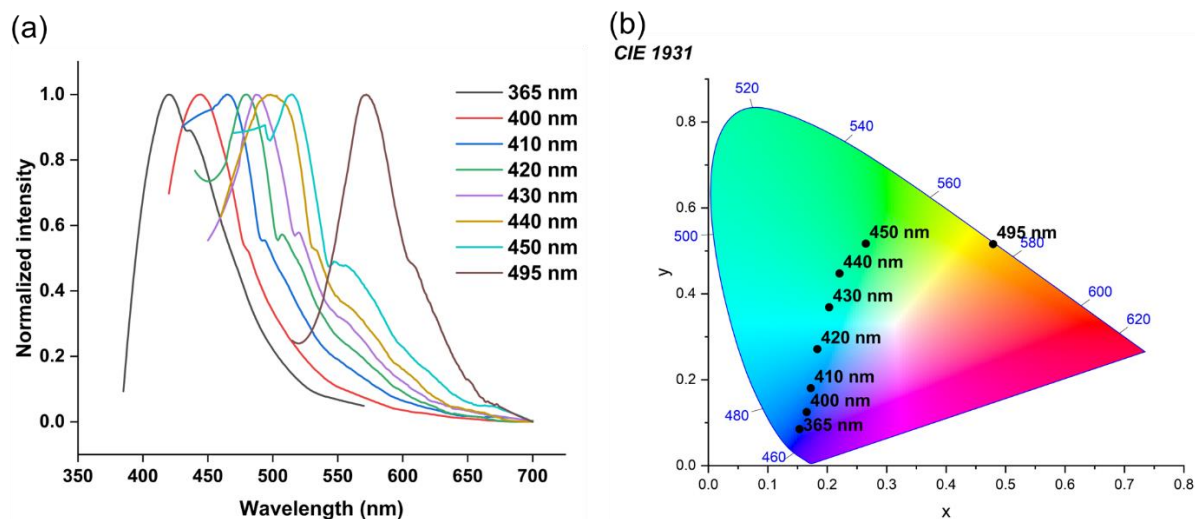 (a)
Normalized intensity
1.0
0.8
0.6
0.4
0.2
0.0
350 400 450 500 550 600 650 700
Wavelength (nm)
365 nm
400 nm
410 nm
420 nm
430 nm
440 nm
450 nm
495 nm
(b)
CIE 1931
y
0.8
0.6
0.4
0.2
0.0
0.0 0.1 0.2 0.3 0.4 0.5 0.6 0.7 0.8
x
520
540
560
500
580
600
620
480
460
450 nm
495 nm
440 nm
430 nm
420 nm
410 nm
400 nm
365 nm